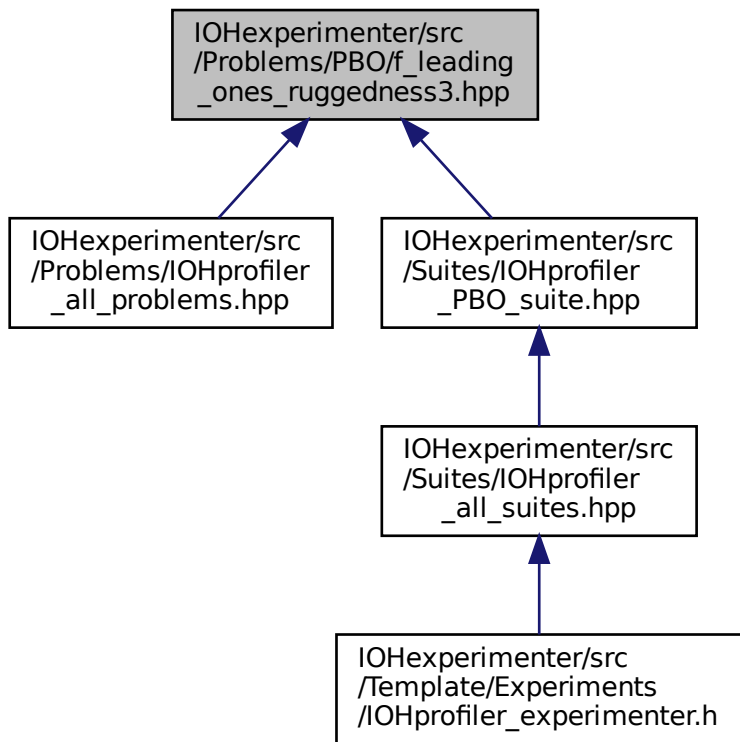 IOHexperimenter/src
/Problems/PBO/f_leading
_ones_ruggedness3.hpp
IOHexperimenter/src
/Problems/IOHprofiler
_all_problems.hpp
IOHexperimenter/src
/Suites/IOHprofiler
_PBO_suite.hpp
IOHexperimenter/src
/Suites/IOHprofiler
_all_suites.hpp
IOHexperimenter/src
/Template/Experiments
/IOHprofiler_experimenter.h